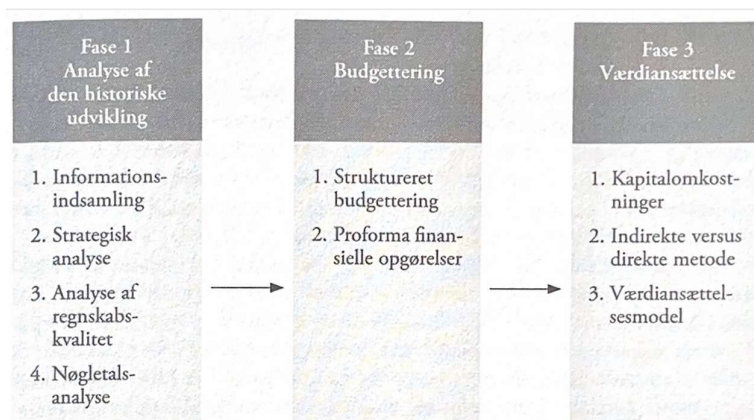 Fase 1
Analyse af
den historiske
udvikling
1. Informations-
indsamling
2. Strategisk
analyse
3. Analyse af
regnskabs-
kvalitet
4. Nøgletals-
analyse
Fase 2
Budgettering
1. Struktureret
budgettering
2. Proforma finan-
sielle opgørelser
Fase 3
Værdiansættelse
1. Kapitalomkost-
ninger
2. Indirekte versus
direkte metode
3. Værdiansættel-
sesmodel